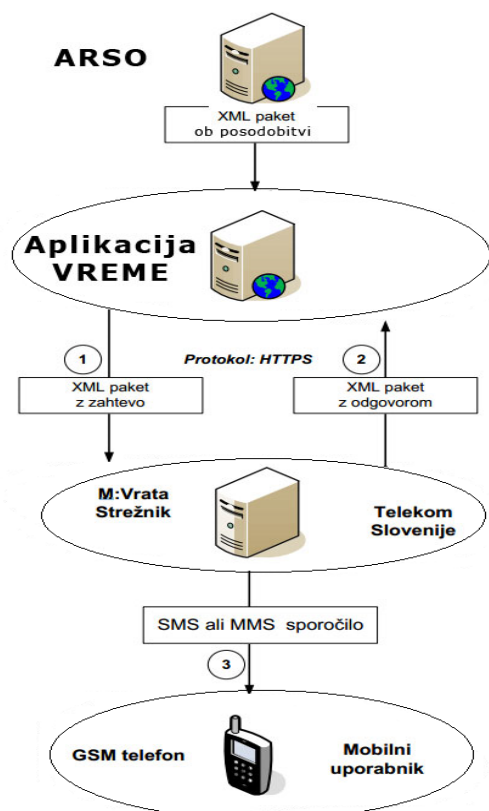 ARSO
XML paket
ob posodobitvi
Aplikacija
VREME
1
Protokol: HTTPS
2
XML paket
z zahtevo
XML paket
z odgovorom
M:Vrata
Strežnik
Telekom
Slovenije
SMS ali MMS sporočilo
3
GSM telefon
Mobilni
uporabnik